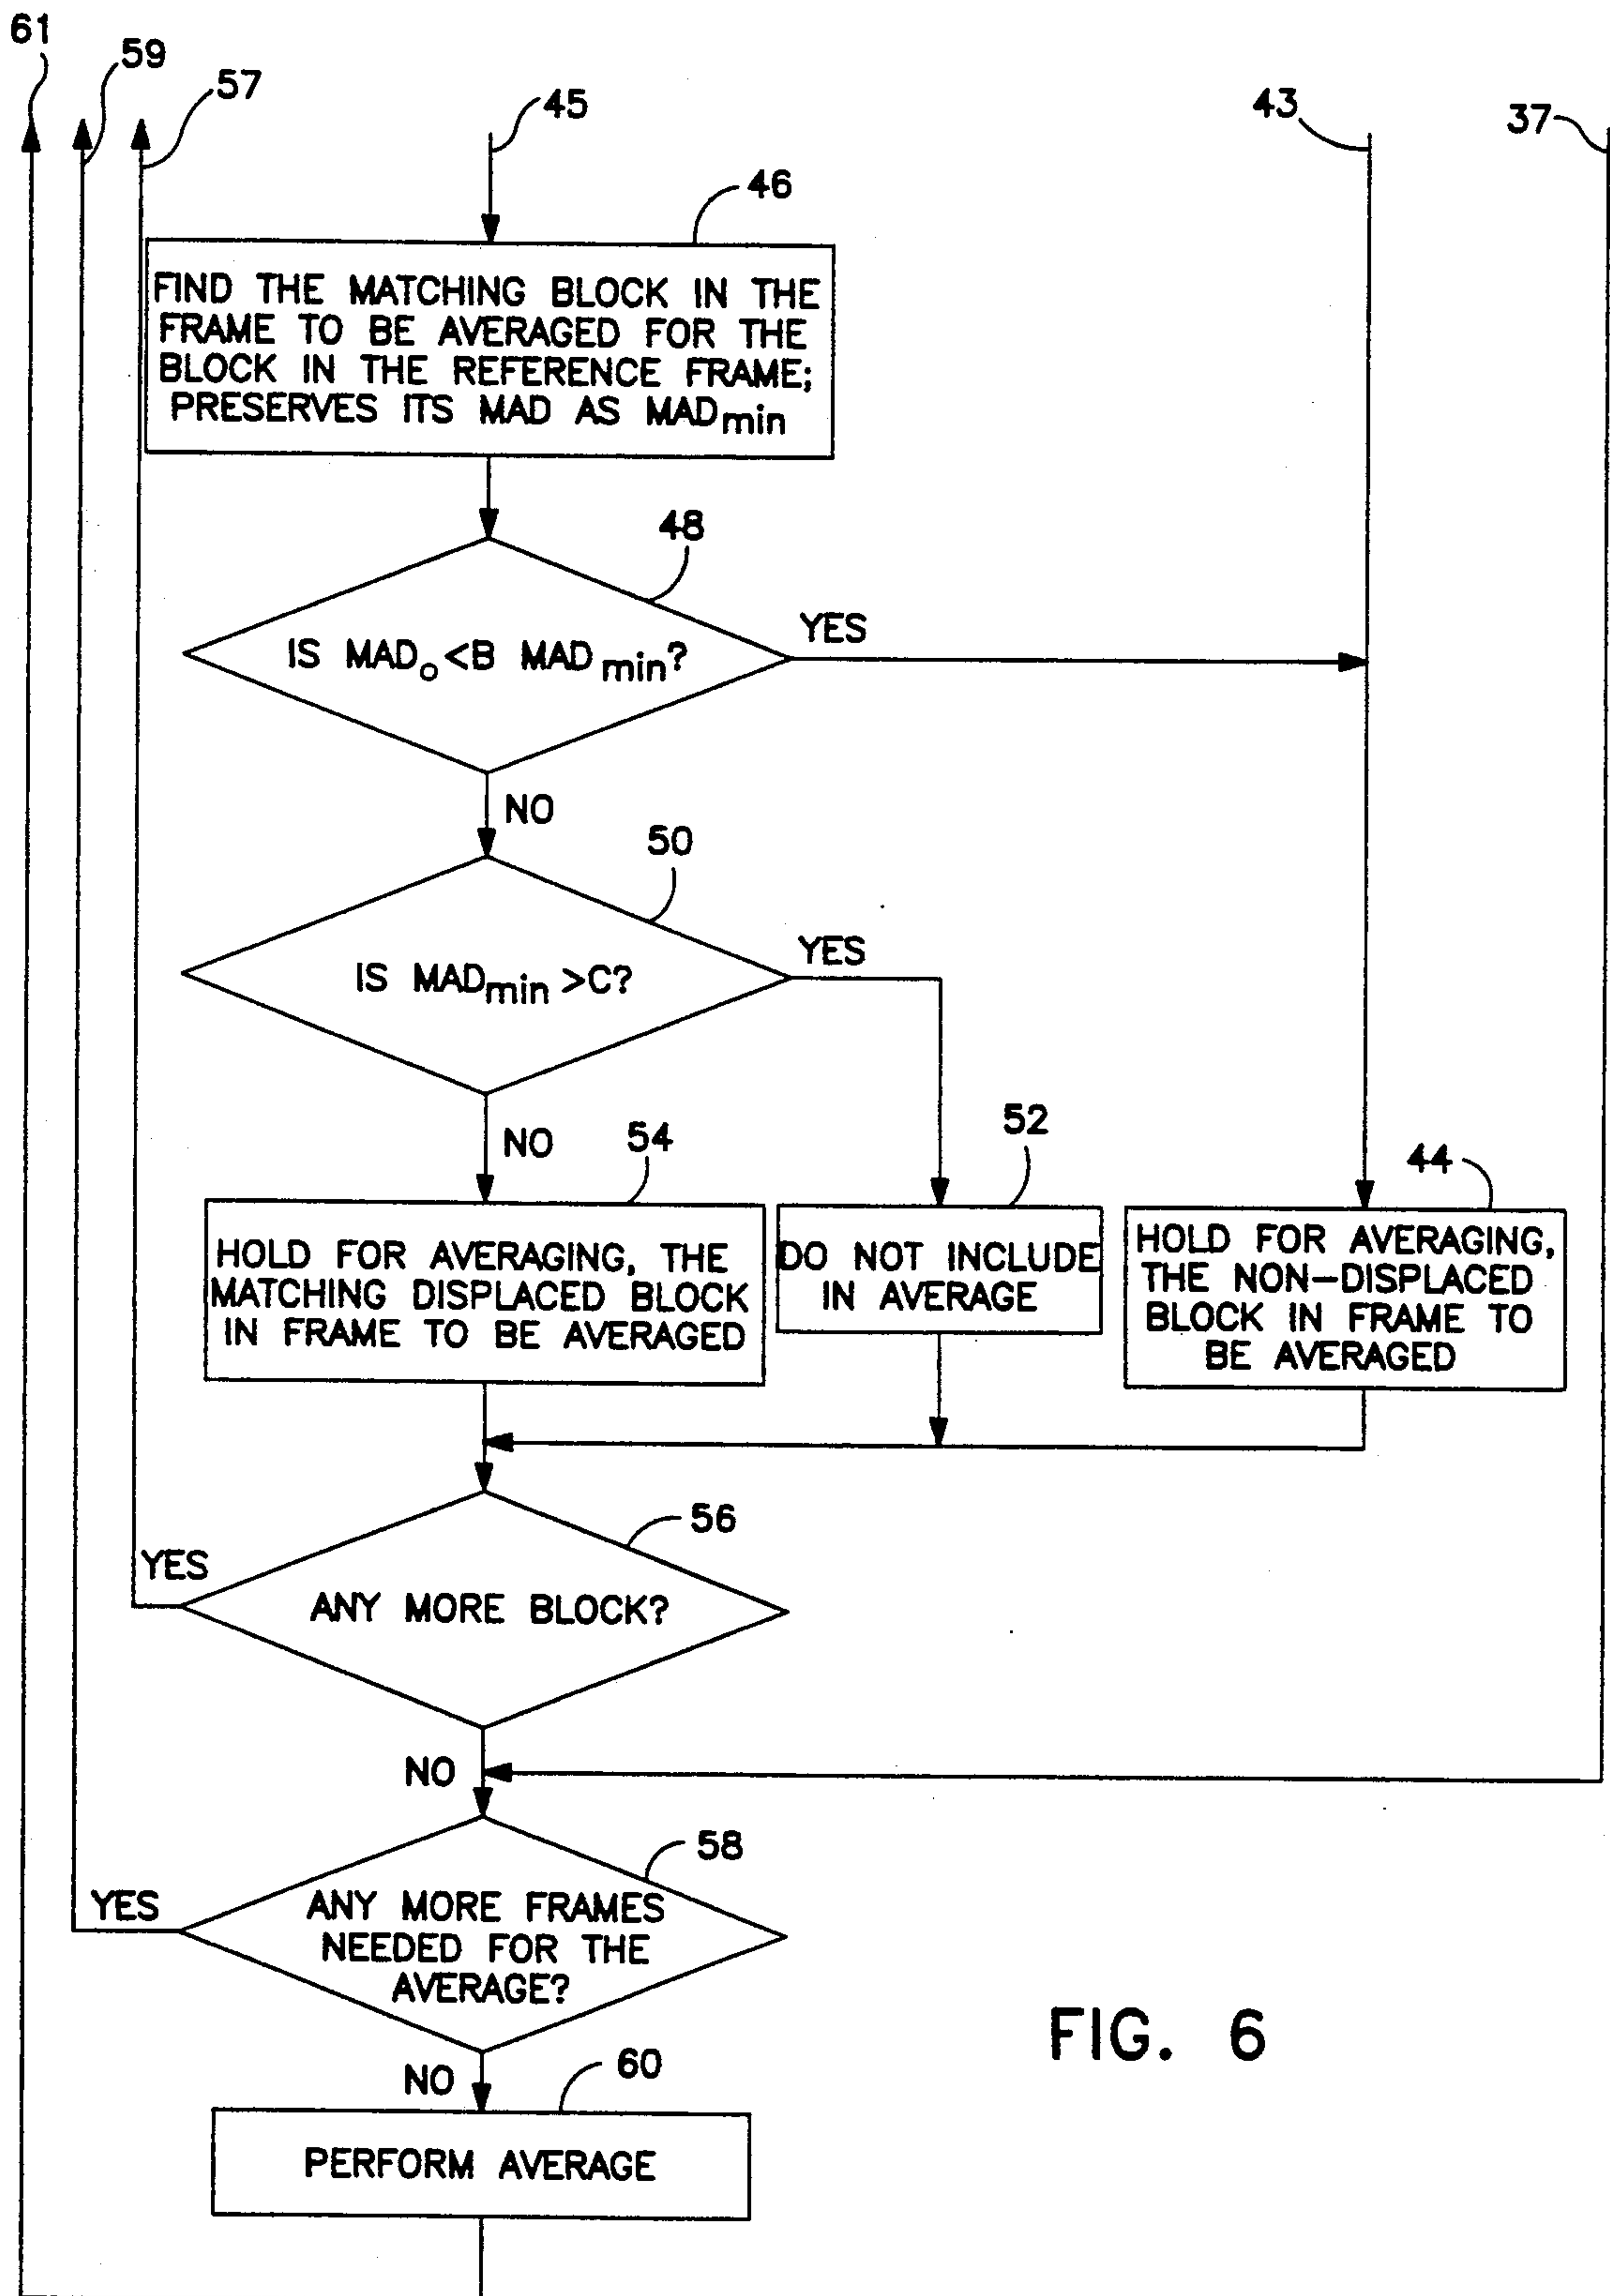 61
59
57
45
43
37
46
FIND THE MATCHING BLOCK IN THE
FRAME TO BE AVERAGED FOR THE
BLOCK IN THE REFERENCE FRAME;
PRESERVES ITS MAD AS MADmin
48
IS MADo <B MAD min?
YES
NO
50
IS MADmin >C?
YES
NO
54
HOLD FOR AVERAGING, THE
MATCHING DISPLACED BLOCK
IN FRAME TO BE AVERAGED
52
DO NOT INCLUDE
IN AVERAGE
44
HOLD FOR AVERAGING,
THE NON-DISPLACED
BLOCK IN FRAME TO
BE AVERAGED
56
YES
ANY MORE BLOCK?
NO
58
YES
ANY MORE FRAMES
NEEDED FOR THE
AVERAGE?
NO
60
PERFORM AVERAGE
FIG. 6